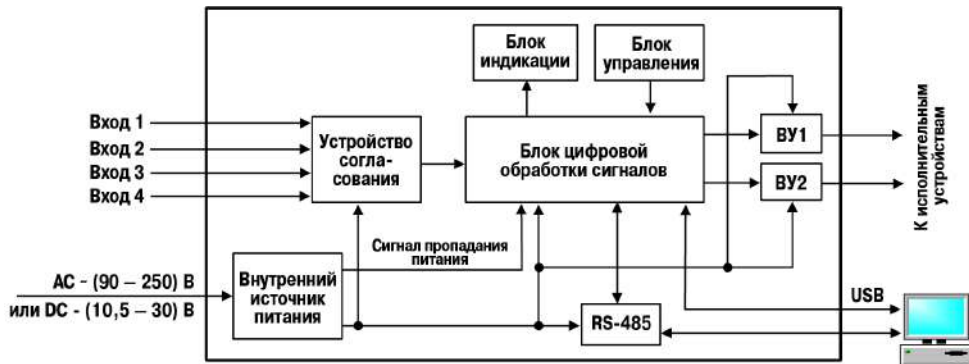 Блок
индикации
Блок
управления
Вход 1
Вход 2
Вход 3
Вход 4
Устройство
согла-
сования
Блок цифровой
обработки сигналов
ВУ1
ВУ2
К исполнительным
устройствам
Сигнал пропадания
питания
AC - (90 – 250) В
или DC - (10,5 – 30) В
Внутренний
источник
питания
RS-485
USB